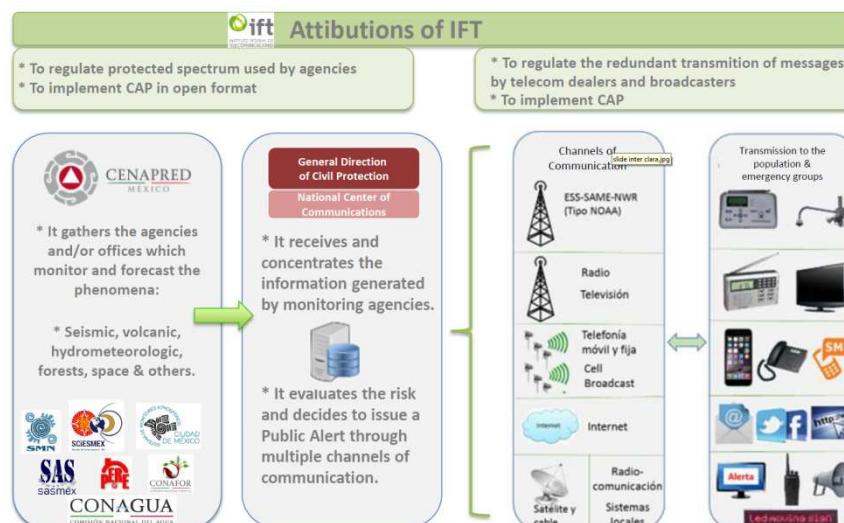 ift
Attibutions of IFT
* To regulate protected spectrum used by agencies
* To implement CAP in open format
* To regulate the redundant transmition of messages
by telecom dealers and broadcasters
* To implement CAP
CENAPRED
MÉXICO
* It gathers the agencies
and/or offices which
monitor and forecast the
phenomena:
* Seismic, volcanic,
hydrometeorologic,
forests, space & others.
SMN
SCiESMEX
CIUDAD
DE MÉXICO
SAS
sasmex
CONAFOR
CONAGUA
COMISIÓN NACIONAL DEL AGUA
General Direction
of Civil Protection
National Center of
Communications
* It receives and
concentrates the
information generated
by monitoring agencies.
* It evaluates the risk
and decides to issue a
Public Alert through
multiple channels of
communication.
Channels of
Communication
slide inter clara.jpg
ESS-SAME-NWR
(Tipo NOAA)
Radio
Televisión
Telefonía
móvil y fija
Cell
Broadcast
Internet
Internet
Satélite y
cable
Radio-
comunicación
Sistemas
locales
Transmission to the
population &
emergency groups
SM
http
Alerta
Led moving sign